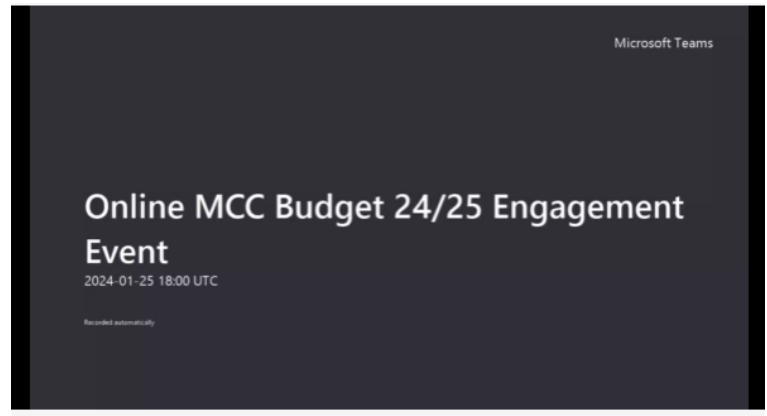 Microsoft Teams
Online MCC Budget 24/25 Engagement
Event
2024-01-25 18:00 UTC
Recorded automatically